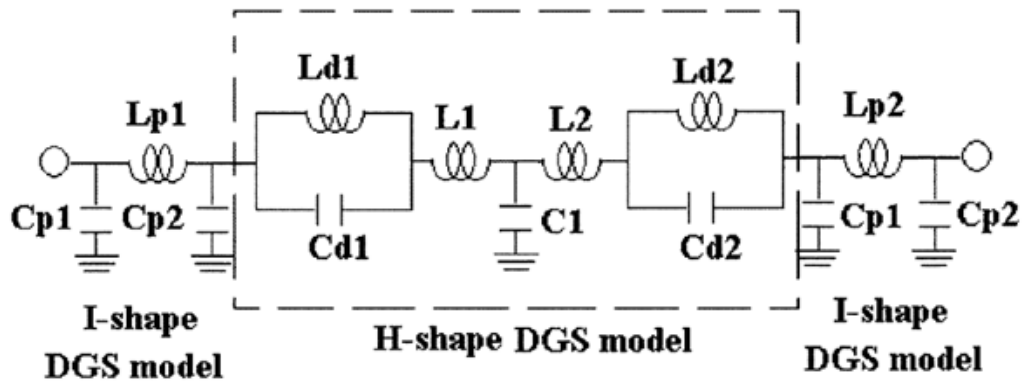 Ld1
Ld2
Lp1
L1
L2
Lp2
Cp1
Cp2
Cd1
C1
Cd2
Cp1
Cp2
I-shape
DGS model
H-shape DGS model
I-shape
DGS model